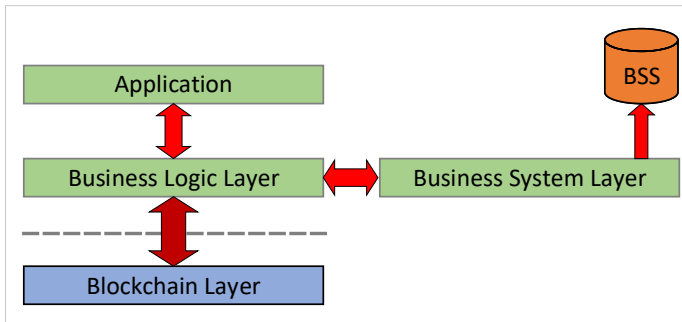 Application
BSS
Business Logic Layer
Business System Layer
Blockchain Layer